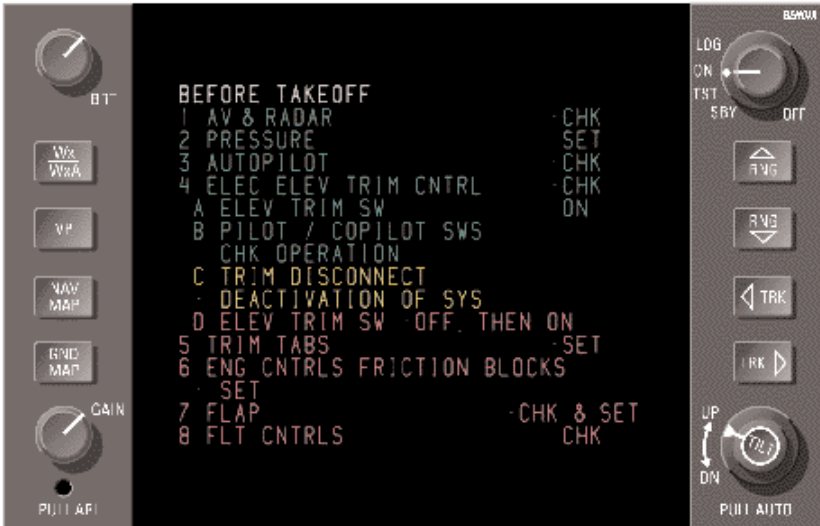 BRT
Wx
WxA
VP
NAV
MAP
GND
MAP
GAIN
BEFORE TAKEOFF
1 AV & RADAR -CHK
2 PRESSURE SET
3 AUTOPILOT -CHK
4 ELEC ELEV TRIM CNTRL -CHK
A ELEV TRIM SW ON
B PILOT / COPILOT SWS
CHK OPERATION
C TRIM DISCONNECT
- DEACTIVATION OF SYS
D ELEV TRIM SW -OFF, THEN ON
5 TRIM TABS -SET
6 ENG CNTRLS FRICTION BLOCKS
- SET
7 FLAP -CHK & SET
8 FLT CNTRLS CHK
LOG
ON
TST
SBY
OFF
RNG
RNG
TRK
TRK
UP
TILT
DN
PULL AUTO